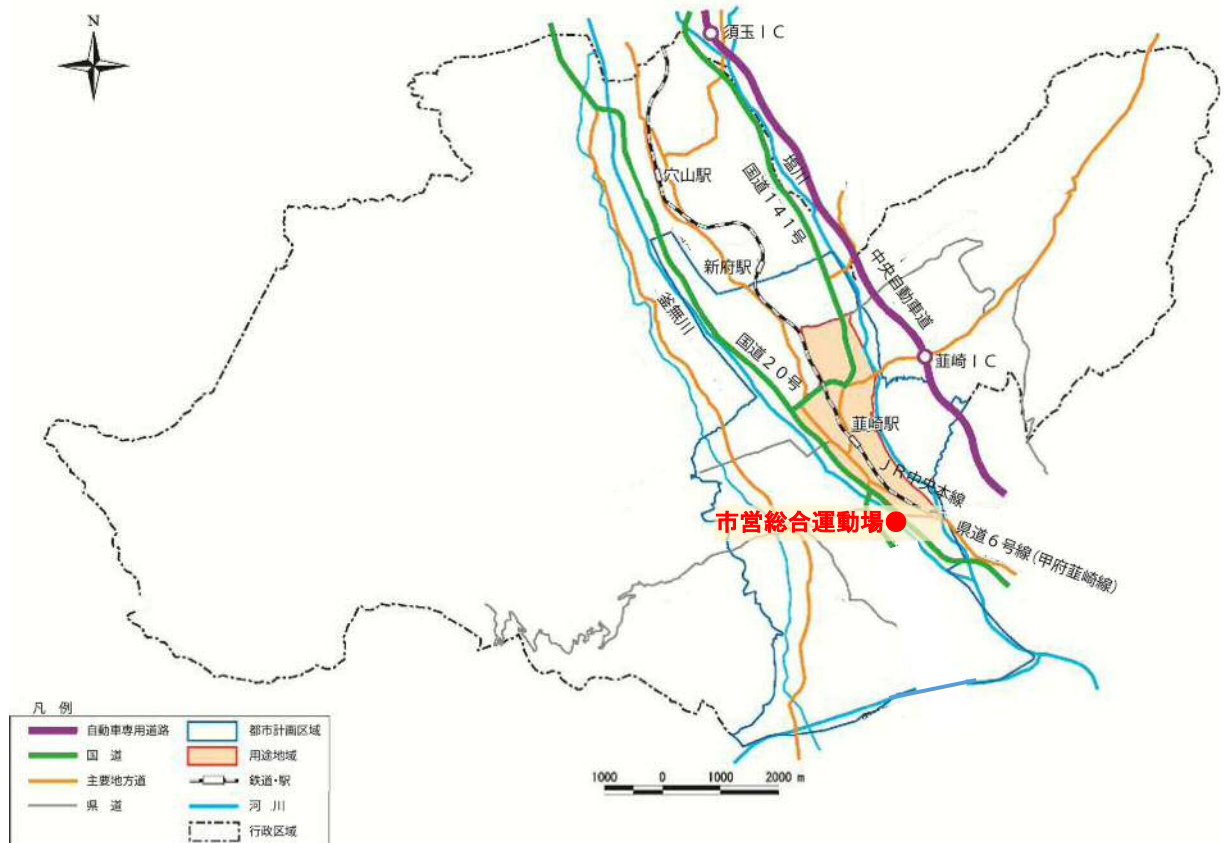 N
須玉IC
塩川
穴山駅
国道141号
新府駅
中央自動車道
釜無川
国道20号
韮崎IC
韮崎駅
JR中央本線
市営総合運動場
県道6号線(甲府韮崎線)
凡 例
自動車専用道路
都市計画区域
国 道
用途地域
主要地方道
鉄道・駅
県 道
河 川
行政区域
1000 0 1000 2000 m